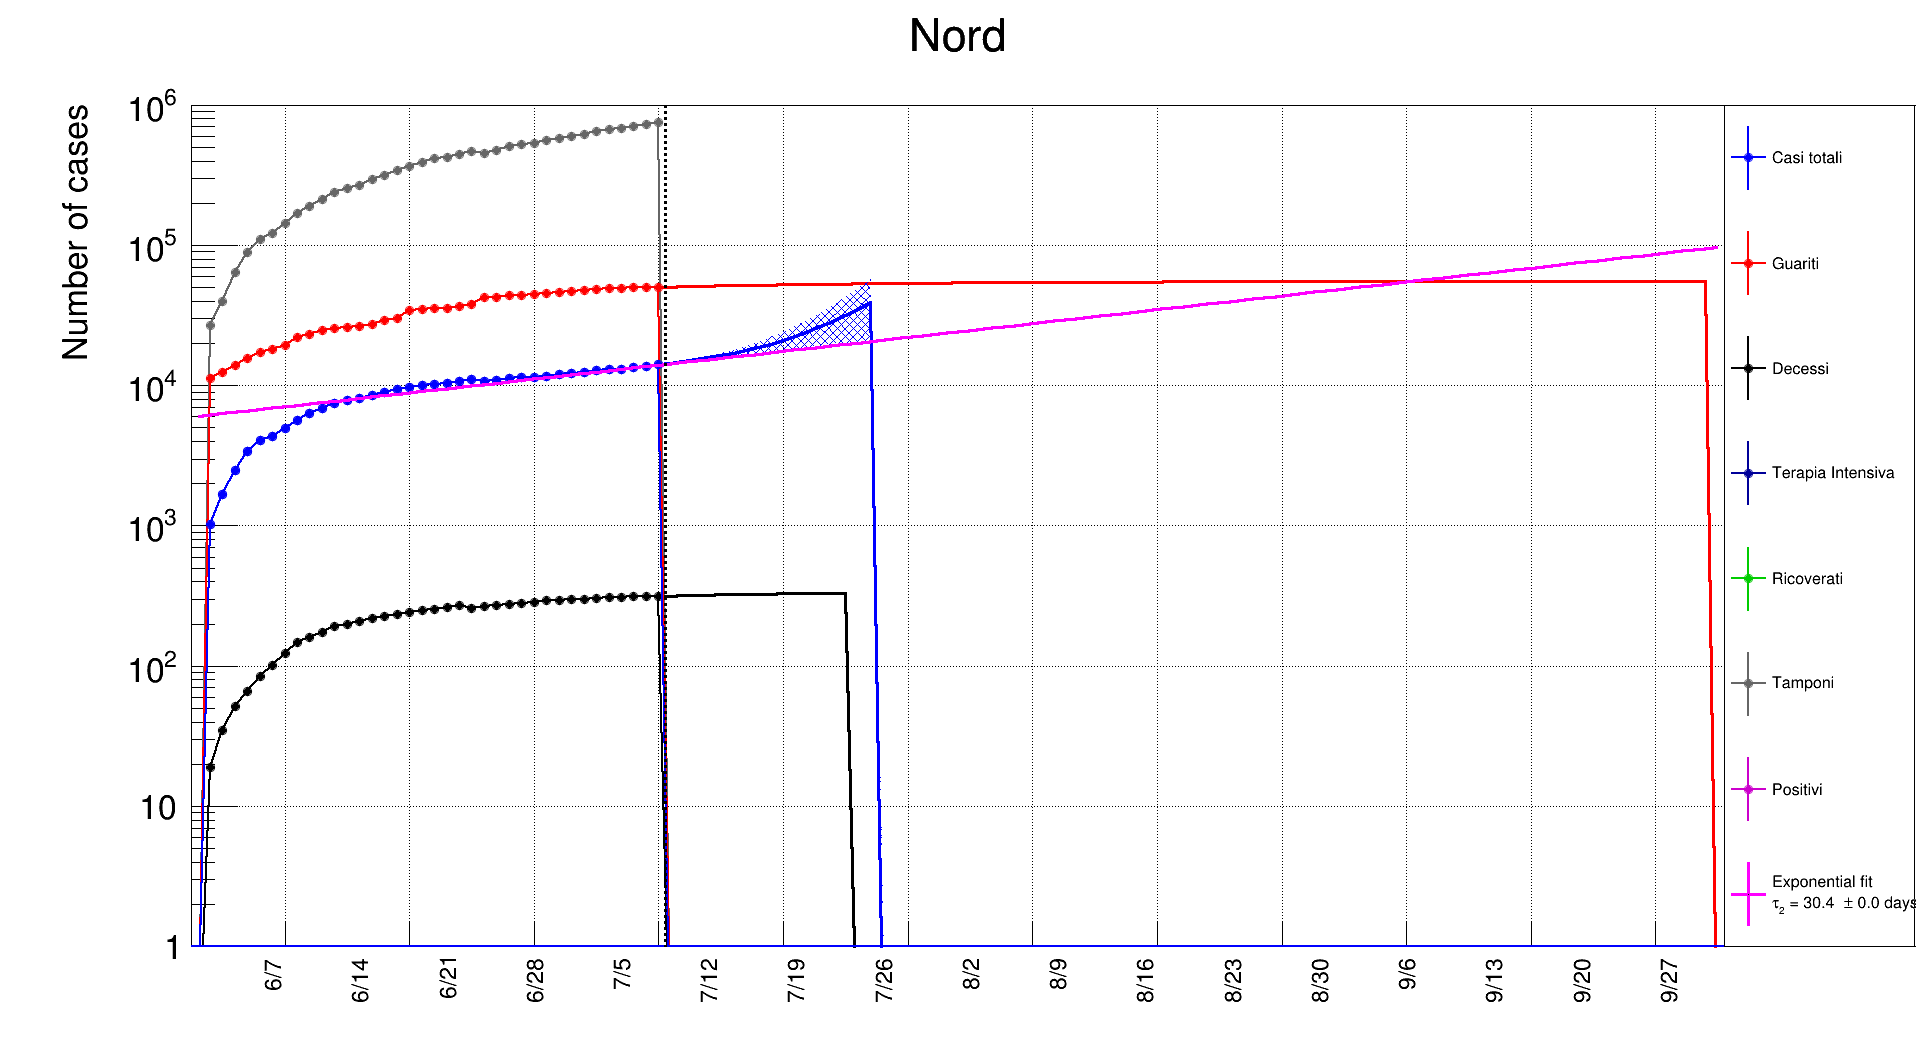 Nord
Number of cases
10^6
10^5
10^4
10^3
10^2
10
1
6/7 6/14 6/21 6/28 7/5 7/12 7/19 7/26 8/2 8/9 8/16 8/23 8/30 9/6 9/13 9/20 9/27
Casi totali
Guariti
Decessi
Terapia Intensiva
Ricoverati
Tamponi
Positivi
Exponential fit
τ_2 = 30.4 ± 0.0 days